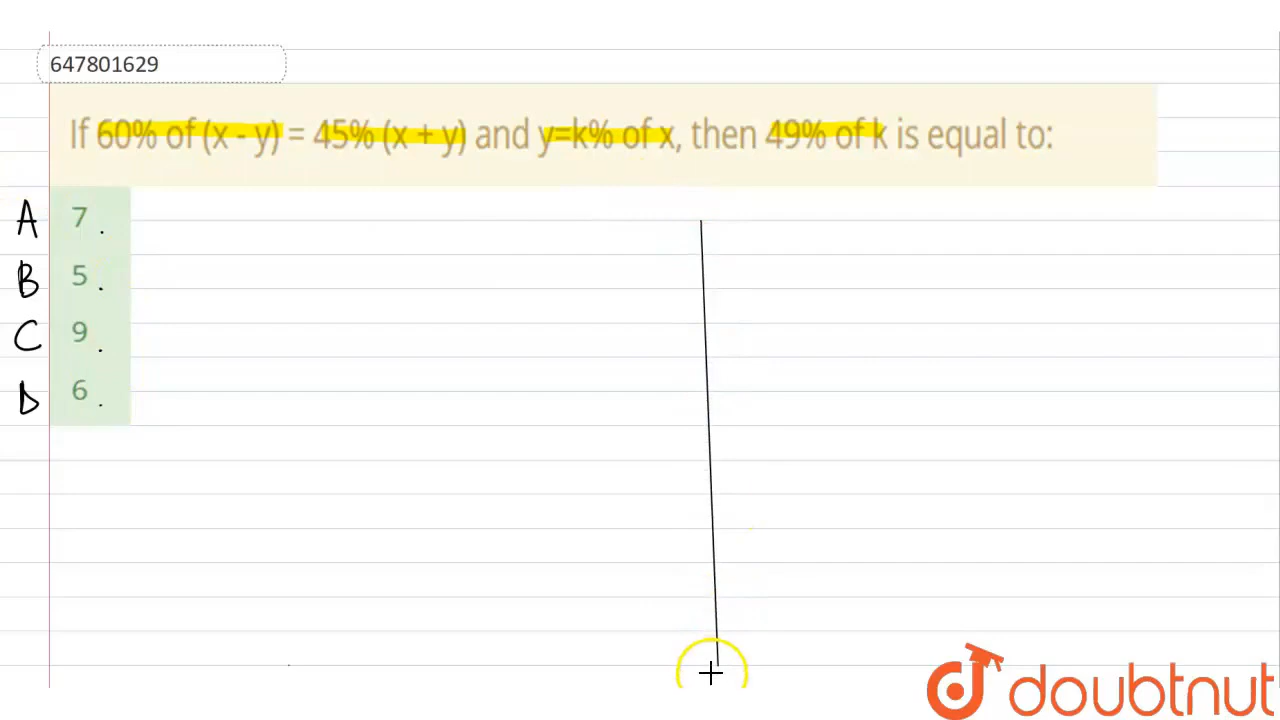 647801629
If 60% of (x - y) = 45% (x + y) and y=k% of x, then 49% of k is equal to:
A 7 .
B 5 .
C 9 .
D 6 .
doubtnut